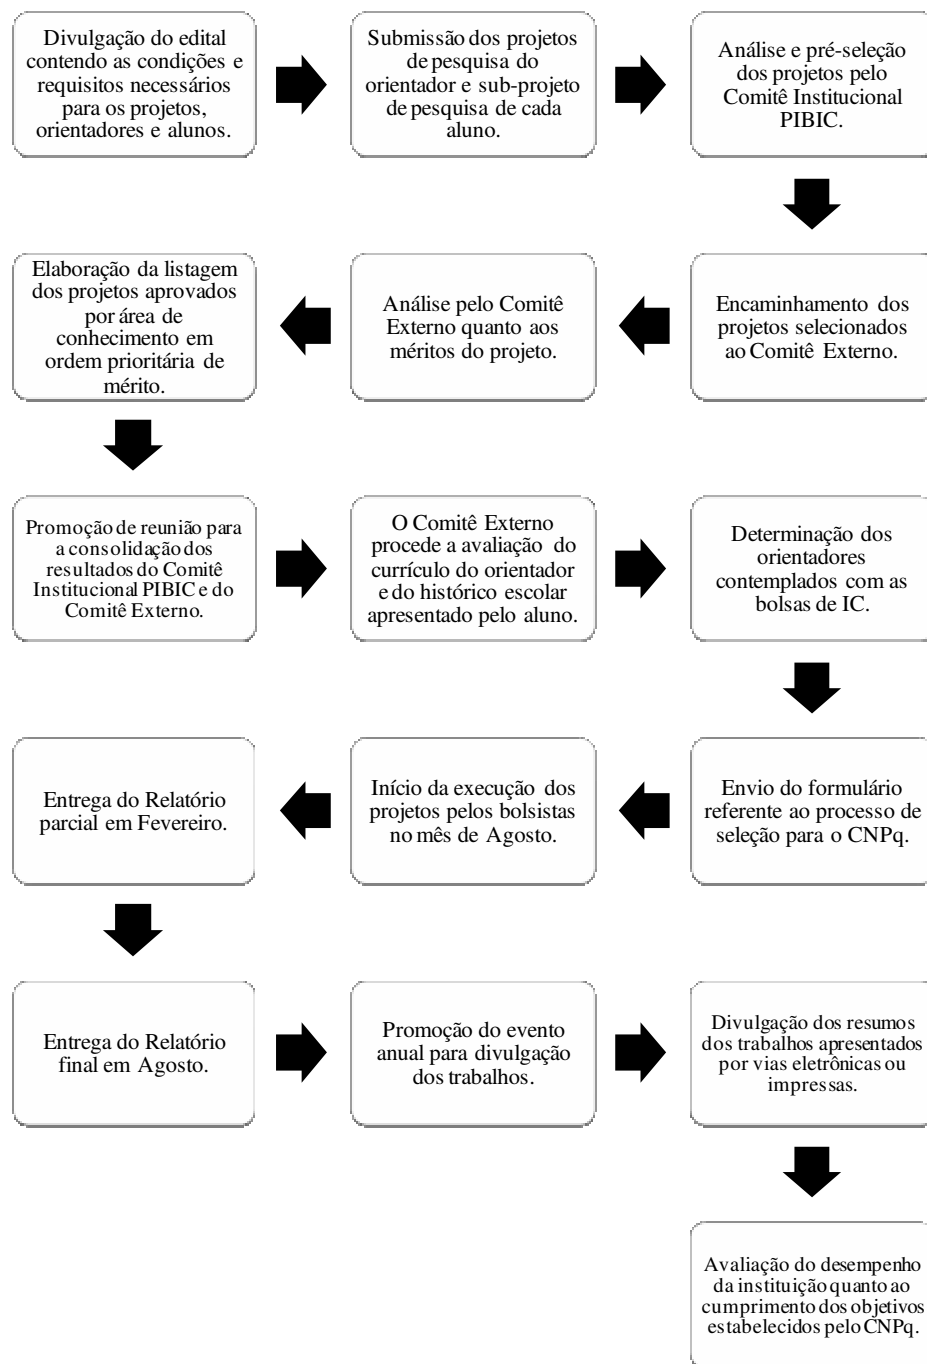 Divulgação do edital
contendo as condições e
requisitos necessários
para os projetos,
orientadores e alunos.
Submissão dos projetos
de pesquisa do
orientador e sub-projeto
de pesquisa de cada
aluno.
Análise e pré-seleção
dos projetos pelo
Comitê Institucional
PIBIC.
Encaminhamento dos
projetos selecionados
ao Comitê Externo.
Análise pelo Comitê
Externo quanto aos
méritos do projeto.
Elaboração da listagem
dos projetos aprovados
por área de
conhecimento em
ordem prioritária de
mérito.
Promoção de reunião para
a consolidação dos
resultados do Comitê
Institucional PIBIC e do
Comitê Externo.
O Comitê Externo
procede a avaliação do
currículo do orientador
e do histórico escolar
apresentado pelo aluno.
Determinação dos
orientadores
contemplados com as
bolsas de IC.
Envio do formulário
referente ao processo de
seleção para o CNPq.
Início da execução dos
projetos pelos bolsistas
no mês de Agosto.
Entrega do Relatório
parcial em Fevereiro.
Entrega do Relatório
final em Agosto.
Promoção do evento
anual para divulgação
dos trabalhos.
Divulgação dos resumos
dos trabalhos apresentados
por vias eletrônicas ou
impressas.
Avaliação do desempenho
da instituição quanto ao
cumprimento dos objetivos
estabelecidos pelo CNPq.